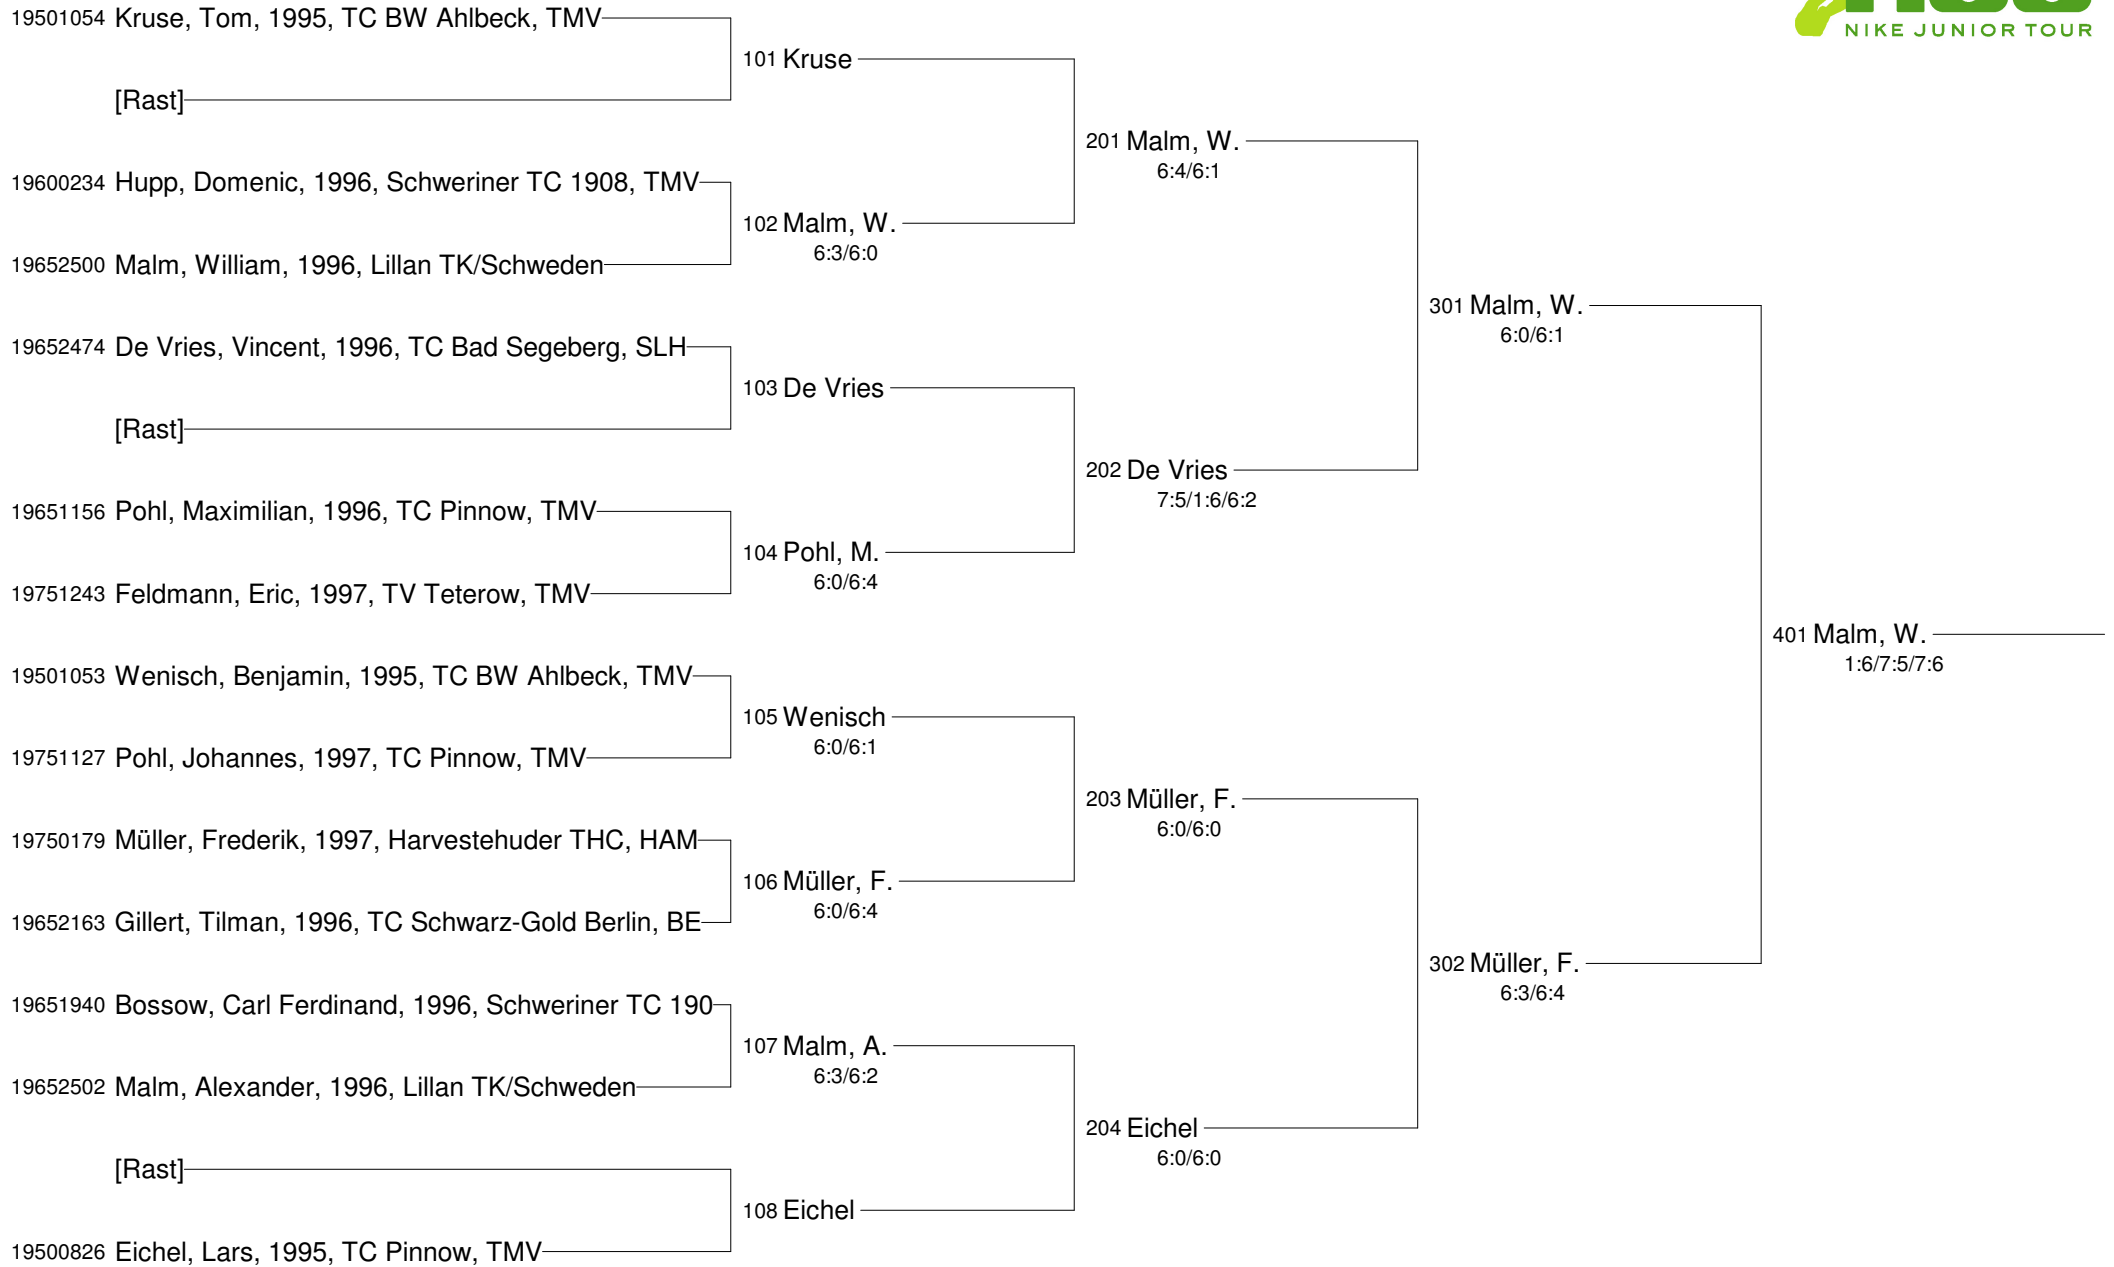 NIKE JUNIOR TOUR
19501054 Kruse, Tom, 1995, TC BW Ahlbeck, TMV
101 Kruse
[Rast]
201 Malm, W.
6:4/6:1
19600234 Hupp, Domenic, 1996, Schweriner TC 1908, TMV
102 Malm, W.
6:3/6:0
19652500 Malm, William, 1996, Lillan TK/Schweden
301 Malm, W.
6:0/6:1
19652474 De Vries, Vincent, 1996, TC Bad Segeberg, SLH
103 De Vries
[Rast]
202 De Vries
7:5/1:6/6:2
19651156 Pohl, Maximilian, 1996, TC Pinnow, TMV
104 Pohl, M.
6:0/6:4
19751243 Feldmann, Eric, 1997, TV Teterow, TMV
401 Malm, W.
1:6/7:5/7:6
19501053 Wenisch, Benjamin, 1995, TC BW Ahlbeck, TMV
105 Wenisch
6:0/6:1
19751127 Pohl, Johannes, 1997, TC Pinnow, TMV
203 Müller, F.
6:0/6:0
19750179 Müller, Frederik, 1997, Harvestehuder THC, HAM
106 Müller, F.
6:0/6:4
19652163 Gillert, Tilman, 1996, TC Schwarz-Gold Berlin, BE
302 Müller, F.
6:3/6:4
19651940 Bossow, Carl Ferdinand, 1996, Schweriner TC 190
107 Malm, A.
6:3/6:2
19652502 Malm, Alexander, 1996, Lillan TK/Schweden
204 Eichel
6:0/6:0
[Rast]
108 Eichel
19500826 Eichel, Lars, 1995, TC Pinnow, TMV